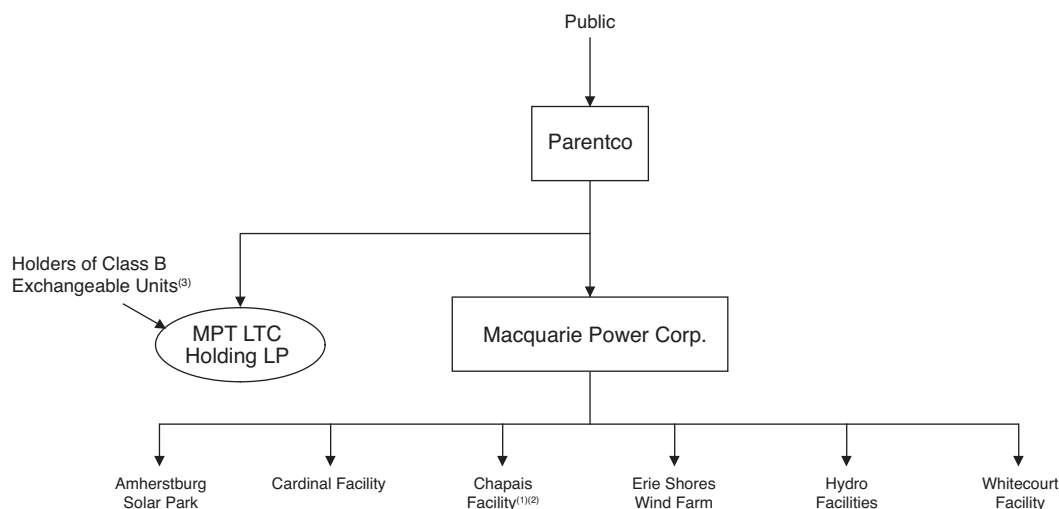 Public
Parentco
Holders of Class B
Exchangeable Units(3)
MPT LTC
Holding LP
Macquarie Power Corp.
Amherstburg
Solar Park
Cardinal Facility
Chapais
Facility(1)(2)
Erie Shores
Wind Farm
Hydro
Facilities
Whitecourt
Facility